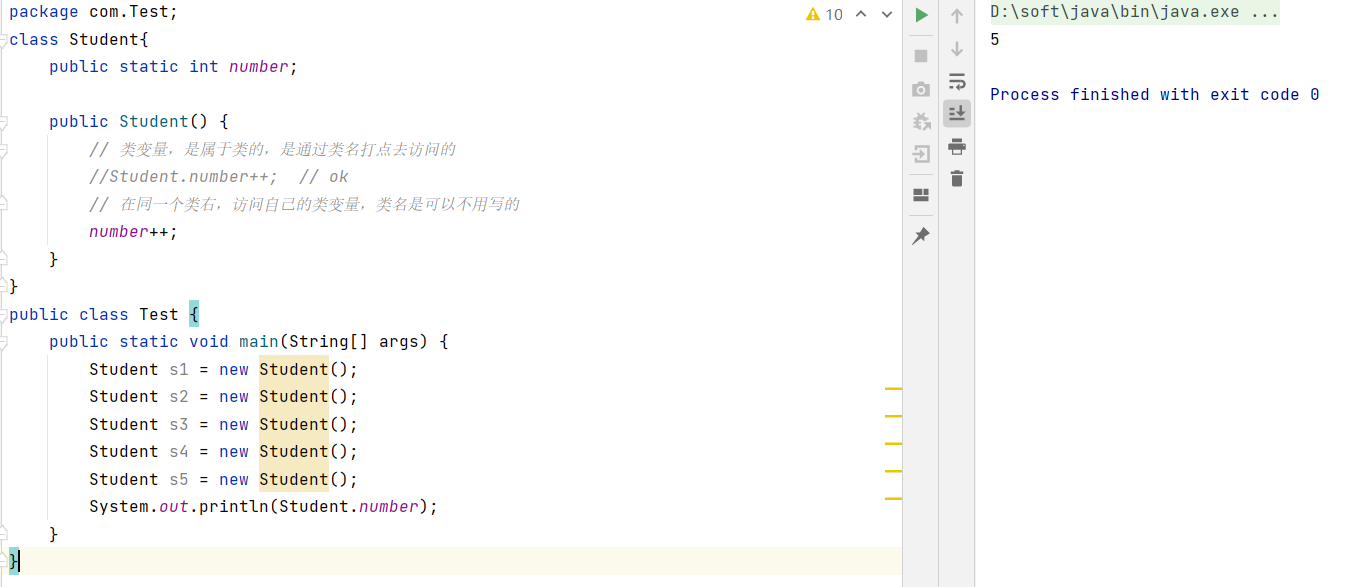 package com.Test;
class Student{
    public static int number;
    public Student() {
        // 类变量，是属于类的，是通过类名打点去访问的
        //Student.number++;  // ok
        // 在同一个类右，访问自己的类变量，类名是可以不用写的
        number++;
    }
}
public class Test {
    public static void main(String[] args) {
        Student s1 = new Student();
        Student s2 = new Student();
        Student s3 = new Student();
        Student s4 = new Student();
        Student s5 = new Student();
        System.out.println(Student.number);
    }
}
10
D:\soft\java\bin\java.exe ...
5
Process finished with exit code 0